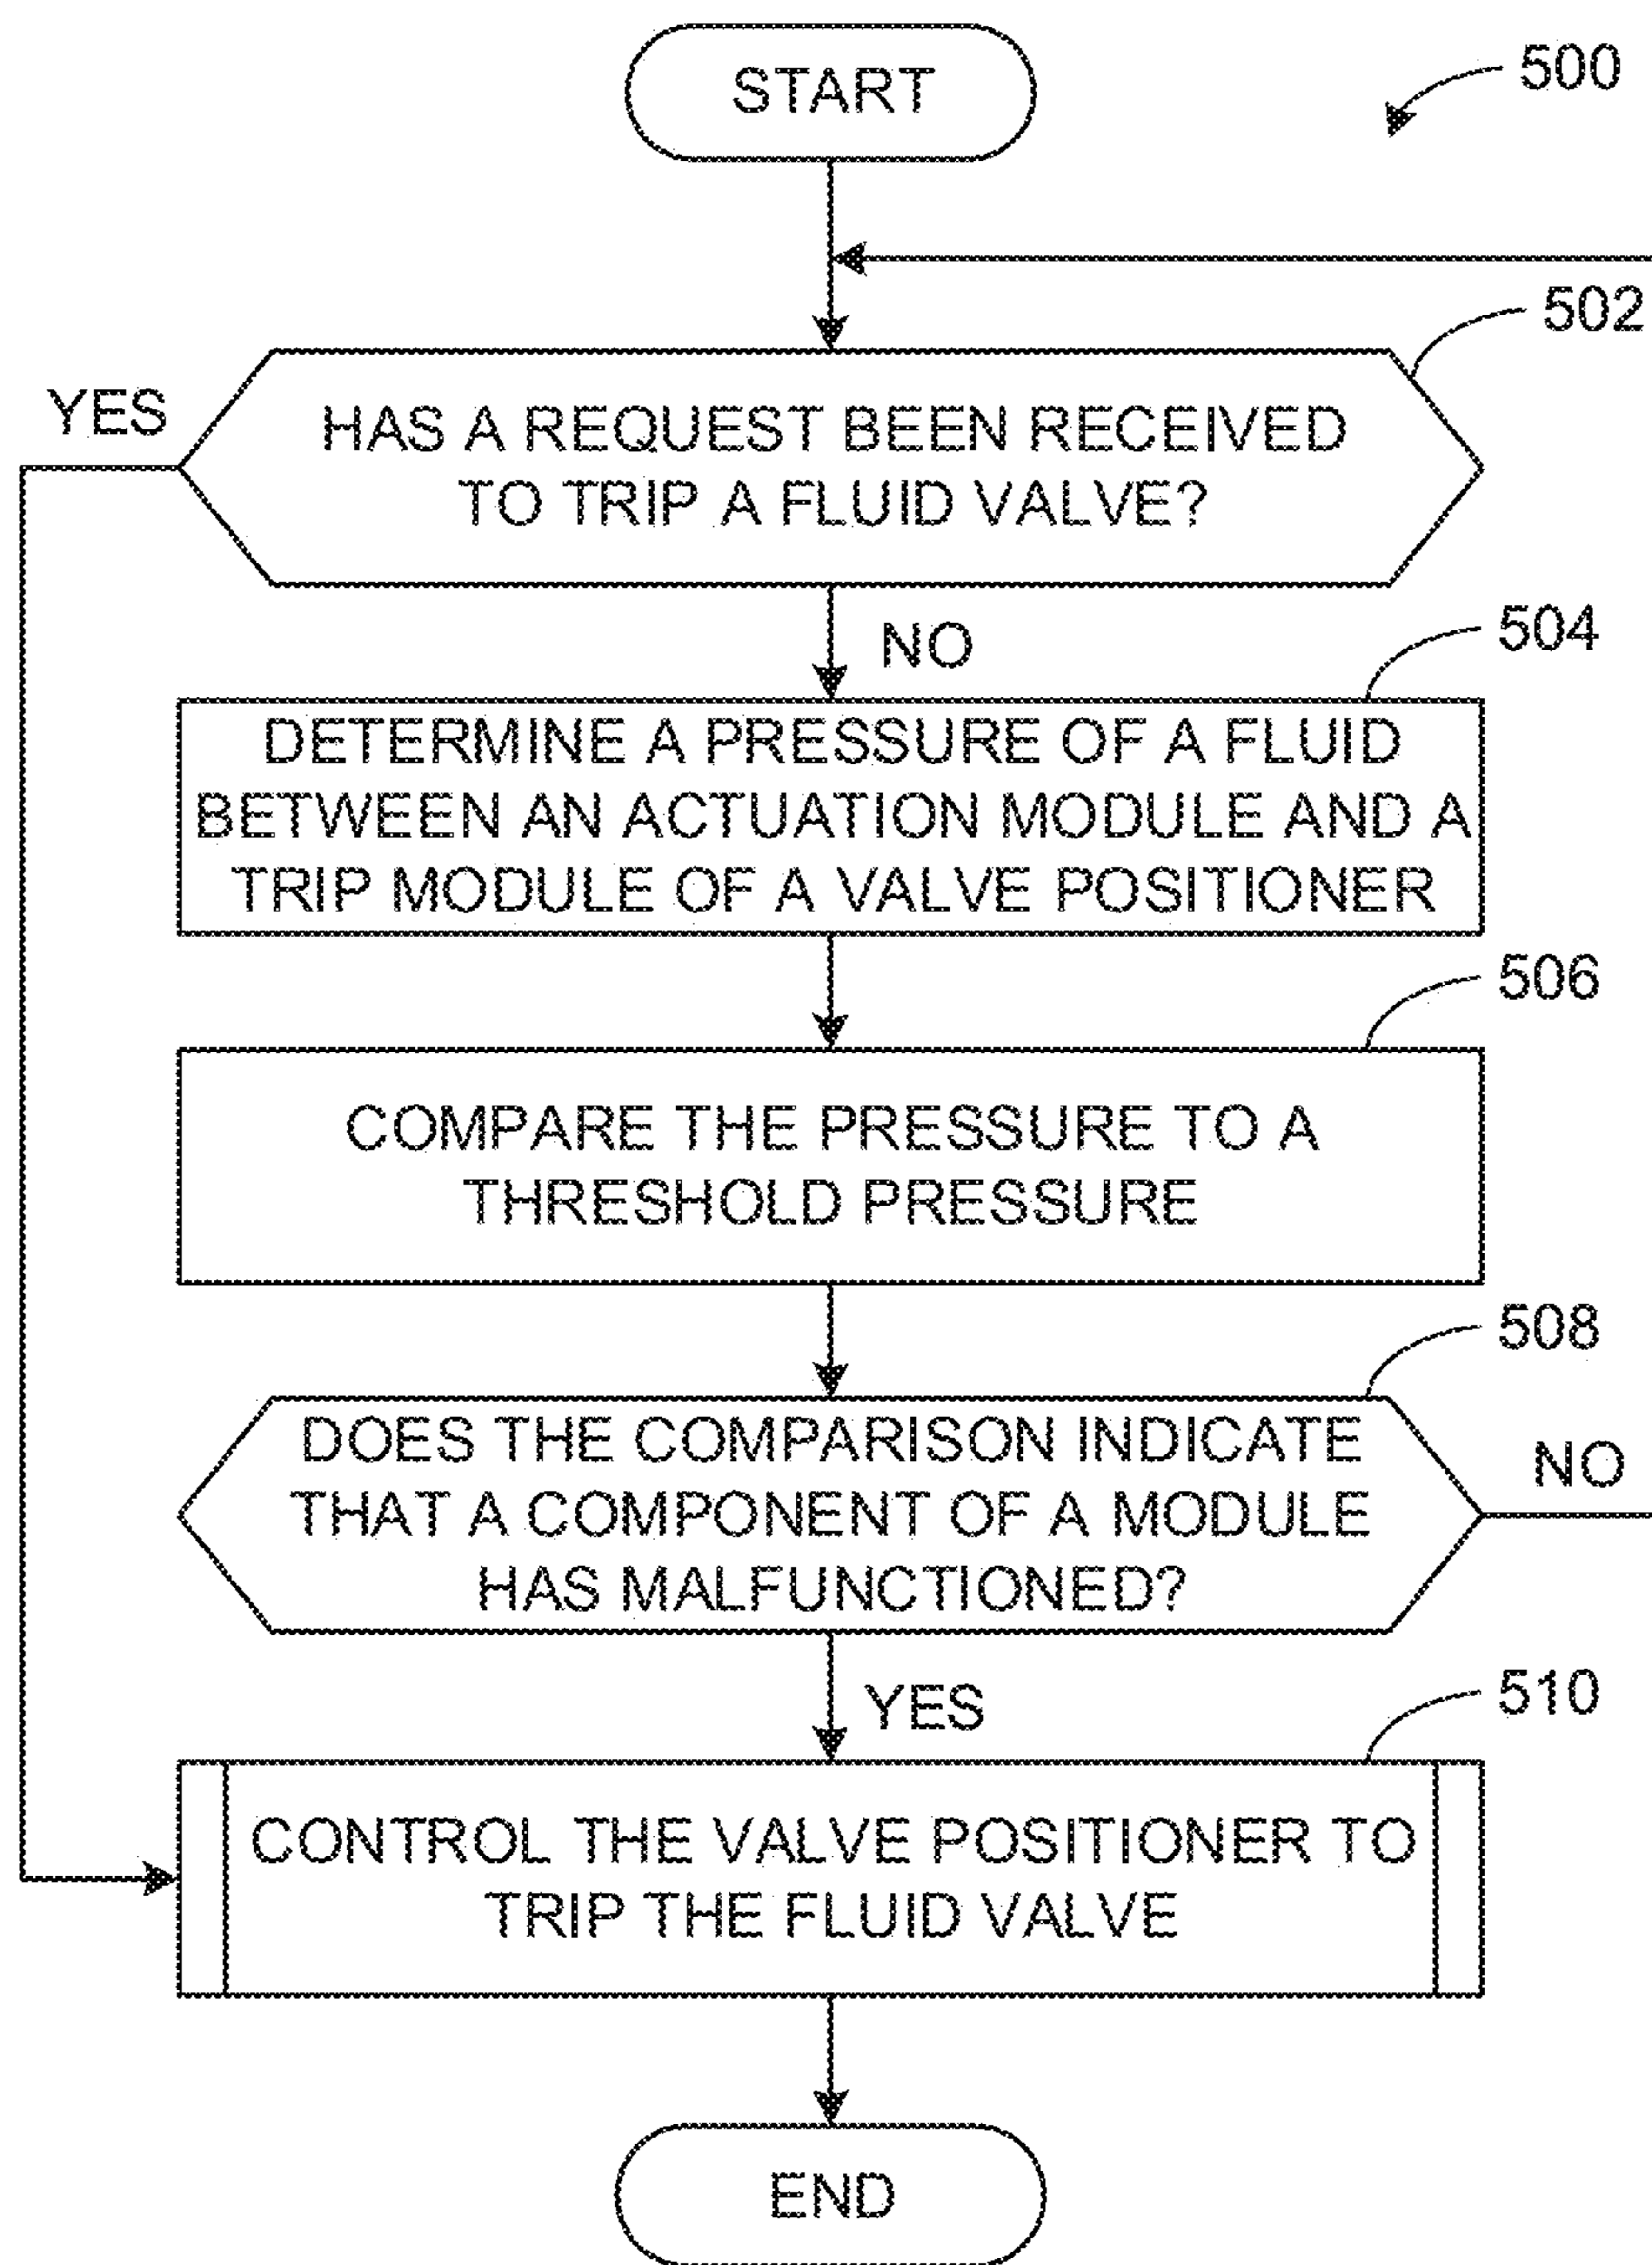 START
500
502
YES
HAS A REQUEST BEEN RECEIVED
TO TRIP A FLUID VALVE?
NO
504
DETERMINE A PRESSURE OF A FLUID
BETWEEN AN ACTUATION MODULE AND A
TRIP MODULE OF A VALVE POSITIONER
506
COMPARE THE PRESSURE TO A
THRESHOLD PRESSURE
508
DOES THE COMPARISON INDICATE
THAT A COMPONENT OF A MODULE
HAS MALFUNCTIONED?
NO
YES
510
CONTROL THE VALVE POSITIONER TO
TRIP THE FLUID VALVE
END